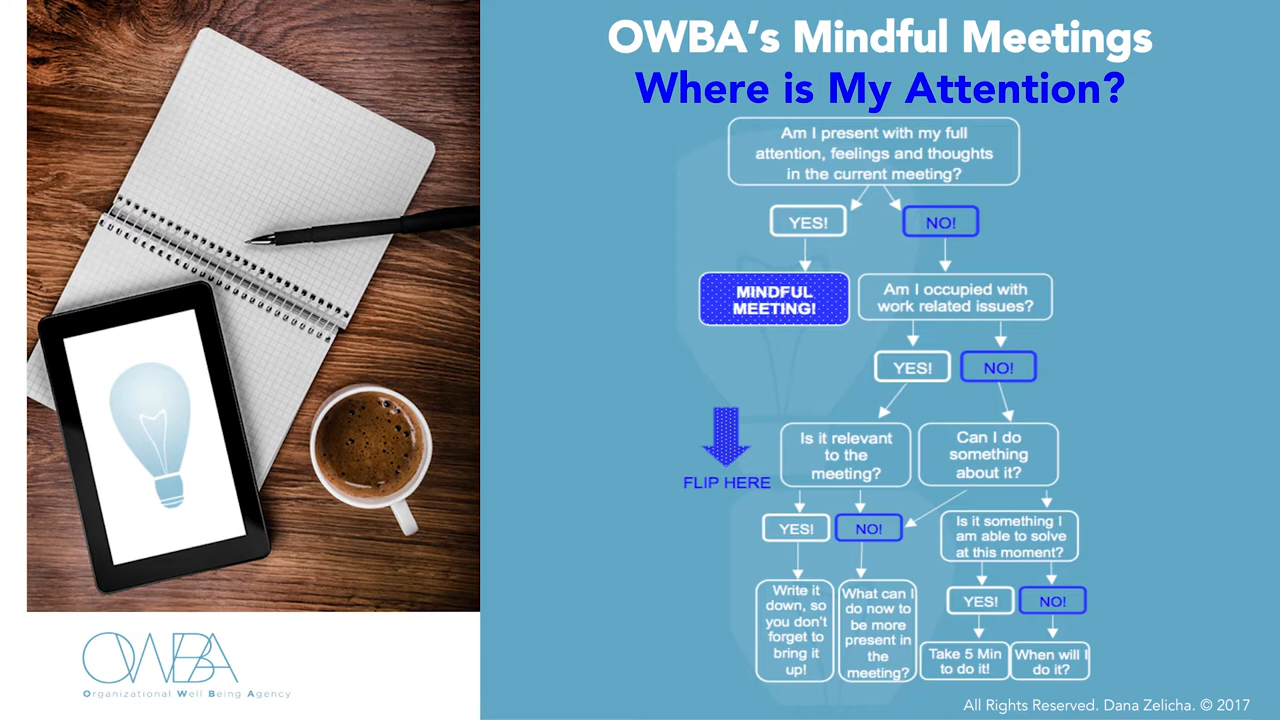 OWBA's Mindful Meetings
Where is My Attention?
Am I present with my full
attention, feelings and thoughts
in the current meeting?
YES!
NO!
MINDFUL
MEETING!
Am I occupied with
work related issues?
YES!
NO!
FLIP HERE
Is it relevant
to the
meeting?
Can I do
something
about it?
YES!
NO!
Is it something I
am able to solve
at this moment?
Write it
down, so
you don't
forget to
bring it
up!
What can I
do now to
be more
present in
the
meeting?
YES!
NO!
Take 5 Min
to do it!
When will I
do it?
OWBA
Organizational Well Being Agency
All Rights Reserved. Dana Zelicha. © 2017